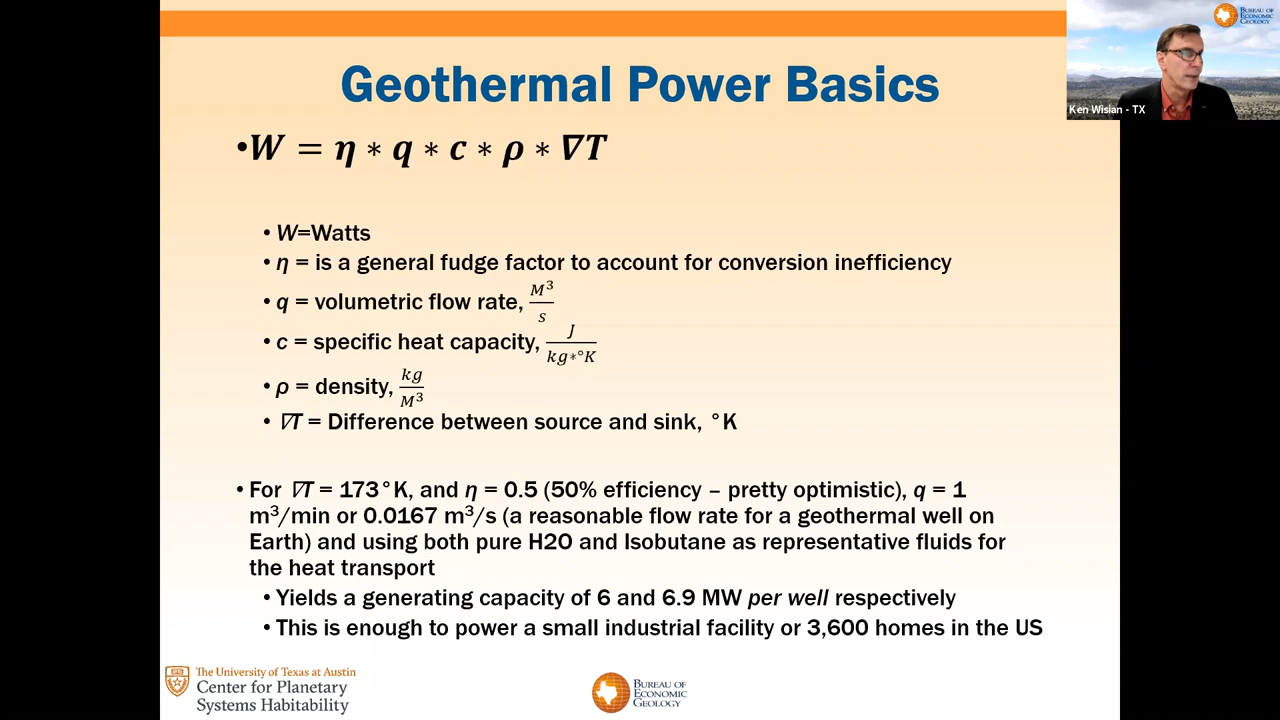 Geothermal Power Basics
•W = η ∗ q ∗ c ∗ ρ ∗ ∇T
• W=Watts
• η = is a general fudge factor to account for conversion inefficiency
• q = volumetric flow rate, M³/s
• c = specific heat capacity, J/kg∗°K
• ρ = density, kg/M³
• ∇T = Difference between source and sink, °K
• For ∇T = 173°K, and η = 0.5 (50% efficiency – pretty optimistic), q = 1
m³/min or 0.0167 m³/s (a reasonable flow rate for a geothermal well on
Earth) and using both pure H2O and Isobutane as representative fluids for
the heat transport
• Yields a generating capacity of 6 and 6.9 MW per well respectively
• This is enough to power a small industrial facility or 3,600 homes in the US
The University of Texas at Austin
Center for Planetary
Systems Habitability
BUREAU OF
ECONOMIC
GEOLOGY
BUREAU OF
ECONOMIC
GEOLOGY
Ken Wisian - TX